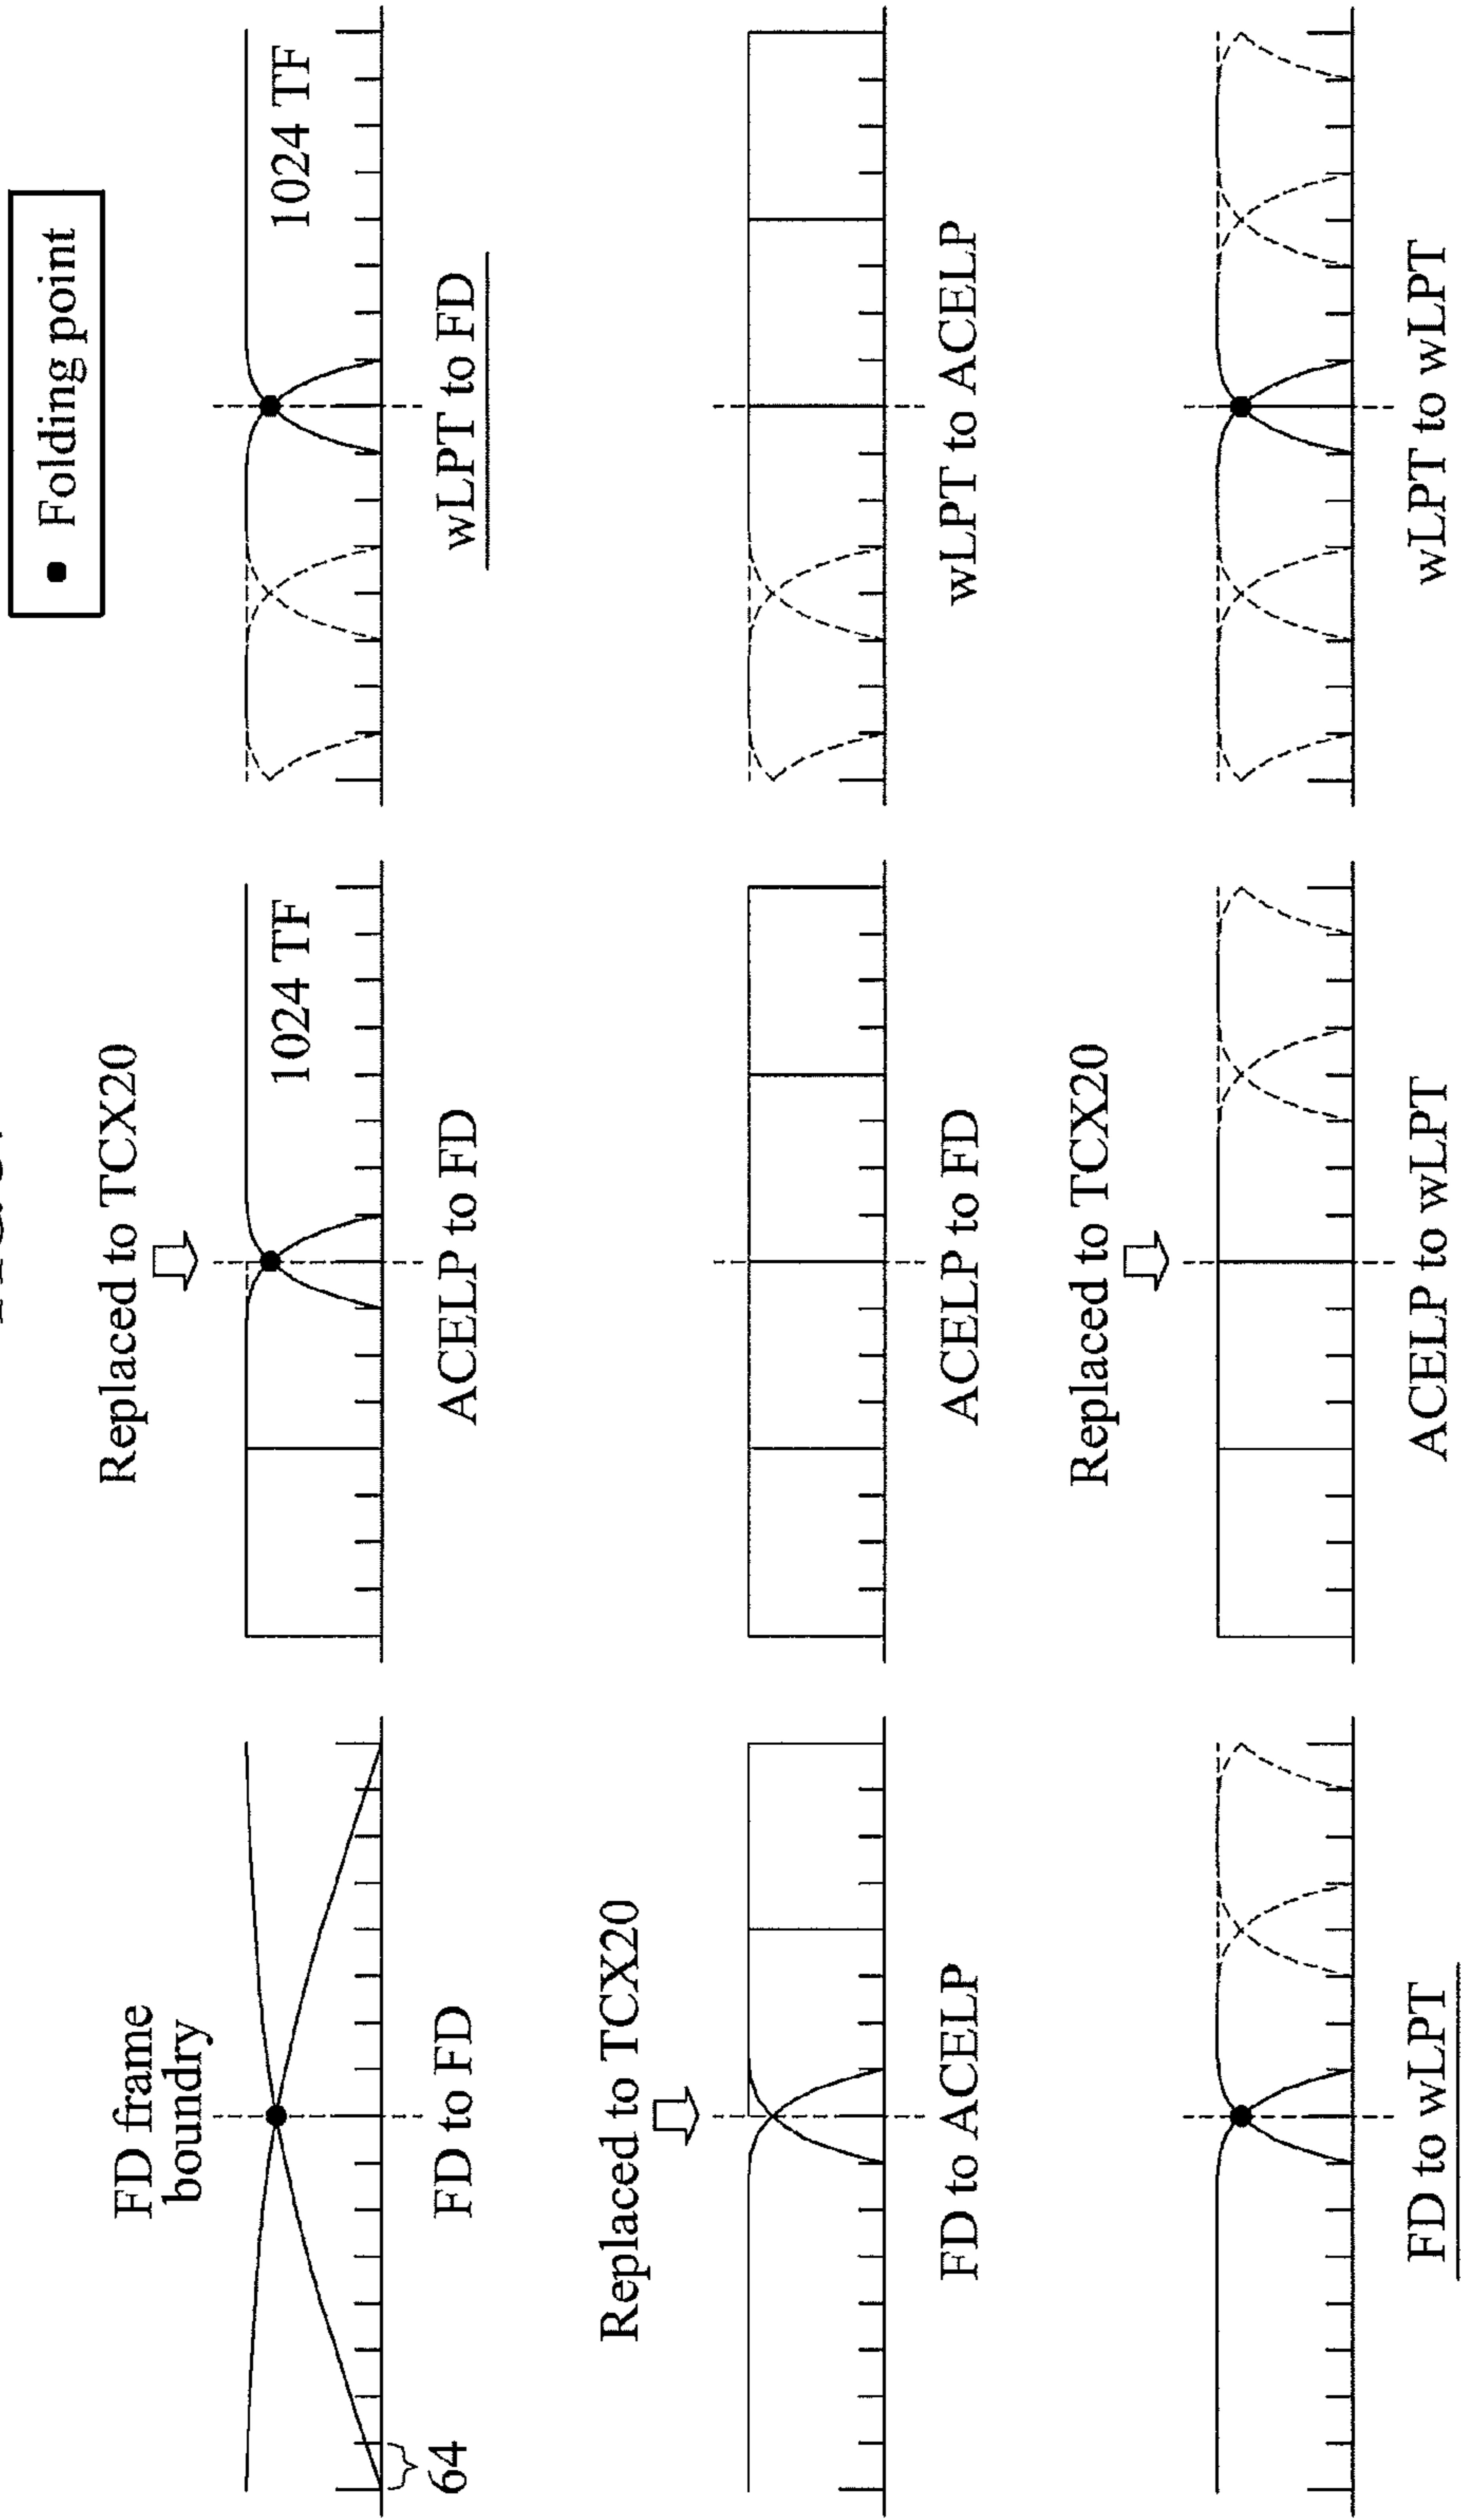 Folding point
FD frame
boundry
Replaced to TCX20
1024 TF
1024 TF
64
FD to FD
ACELP to FD
wLPT to FD
Replaced to TCX20
FD to ACELP
ACELP to FD
wLPT to ACELP
Replaced to TCX20
FD to wLPT
ACELP to wLPT
wLPT to wLPT